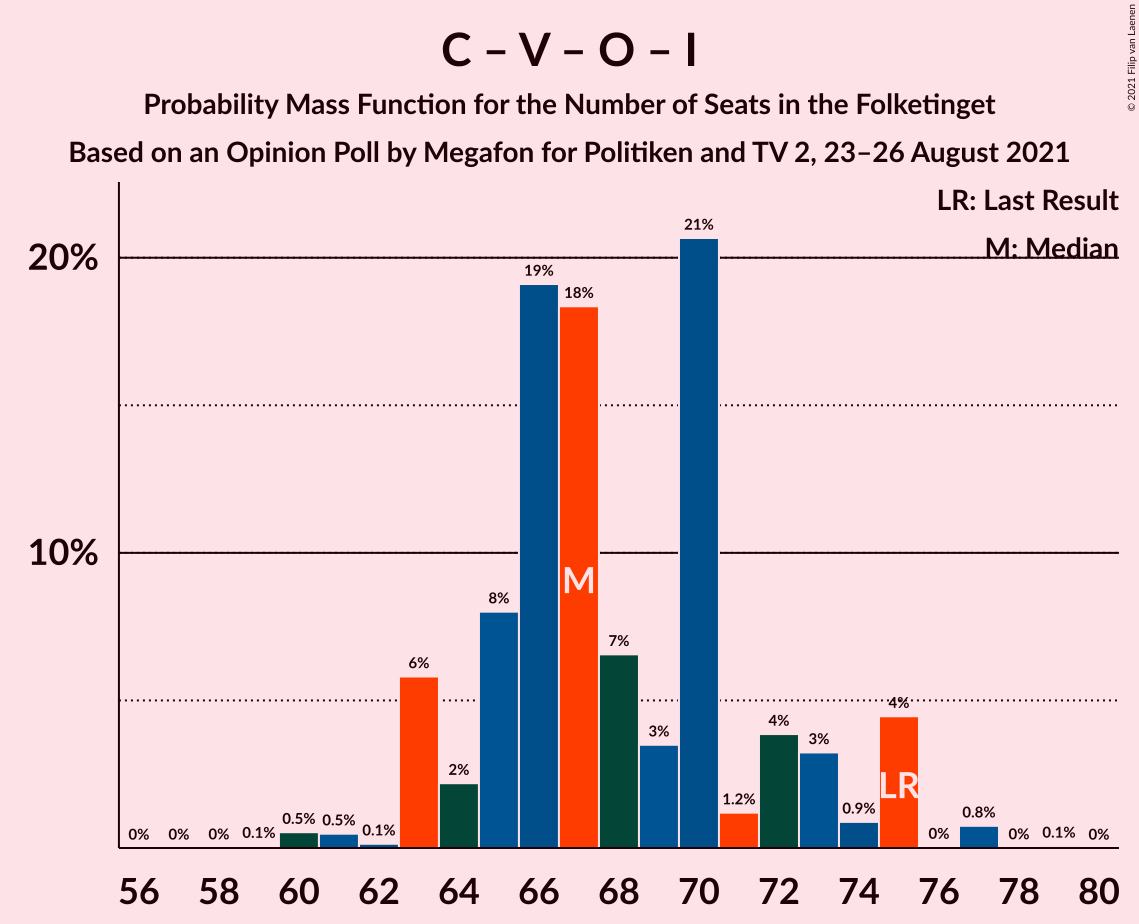 C – V – O – I
Probability Mass Function for the Number of Seats in the Folketinget
Based on an Opinion Poll by Megafon for Politiken and TV 2, 23–26 August 2021
© 2021 Filip van Laenen
LR: Last Result
M: Median
20%
10%
0% 0% 0% 0.1% 0.5% 0.5% 0.1% 6% 2% 8% 19% 18% 7% 3% 21% 1.2% 4% 3% 0.9% 4% 0% 0.8% 0% 0.1% 0%
M
LR
56 58 60 62 64 66 68 70 72 74 76 78 80